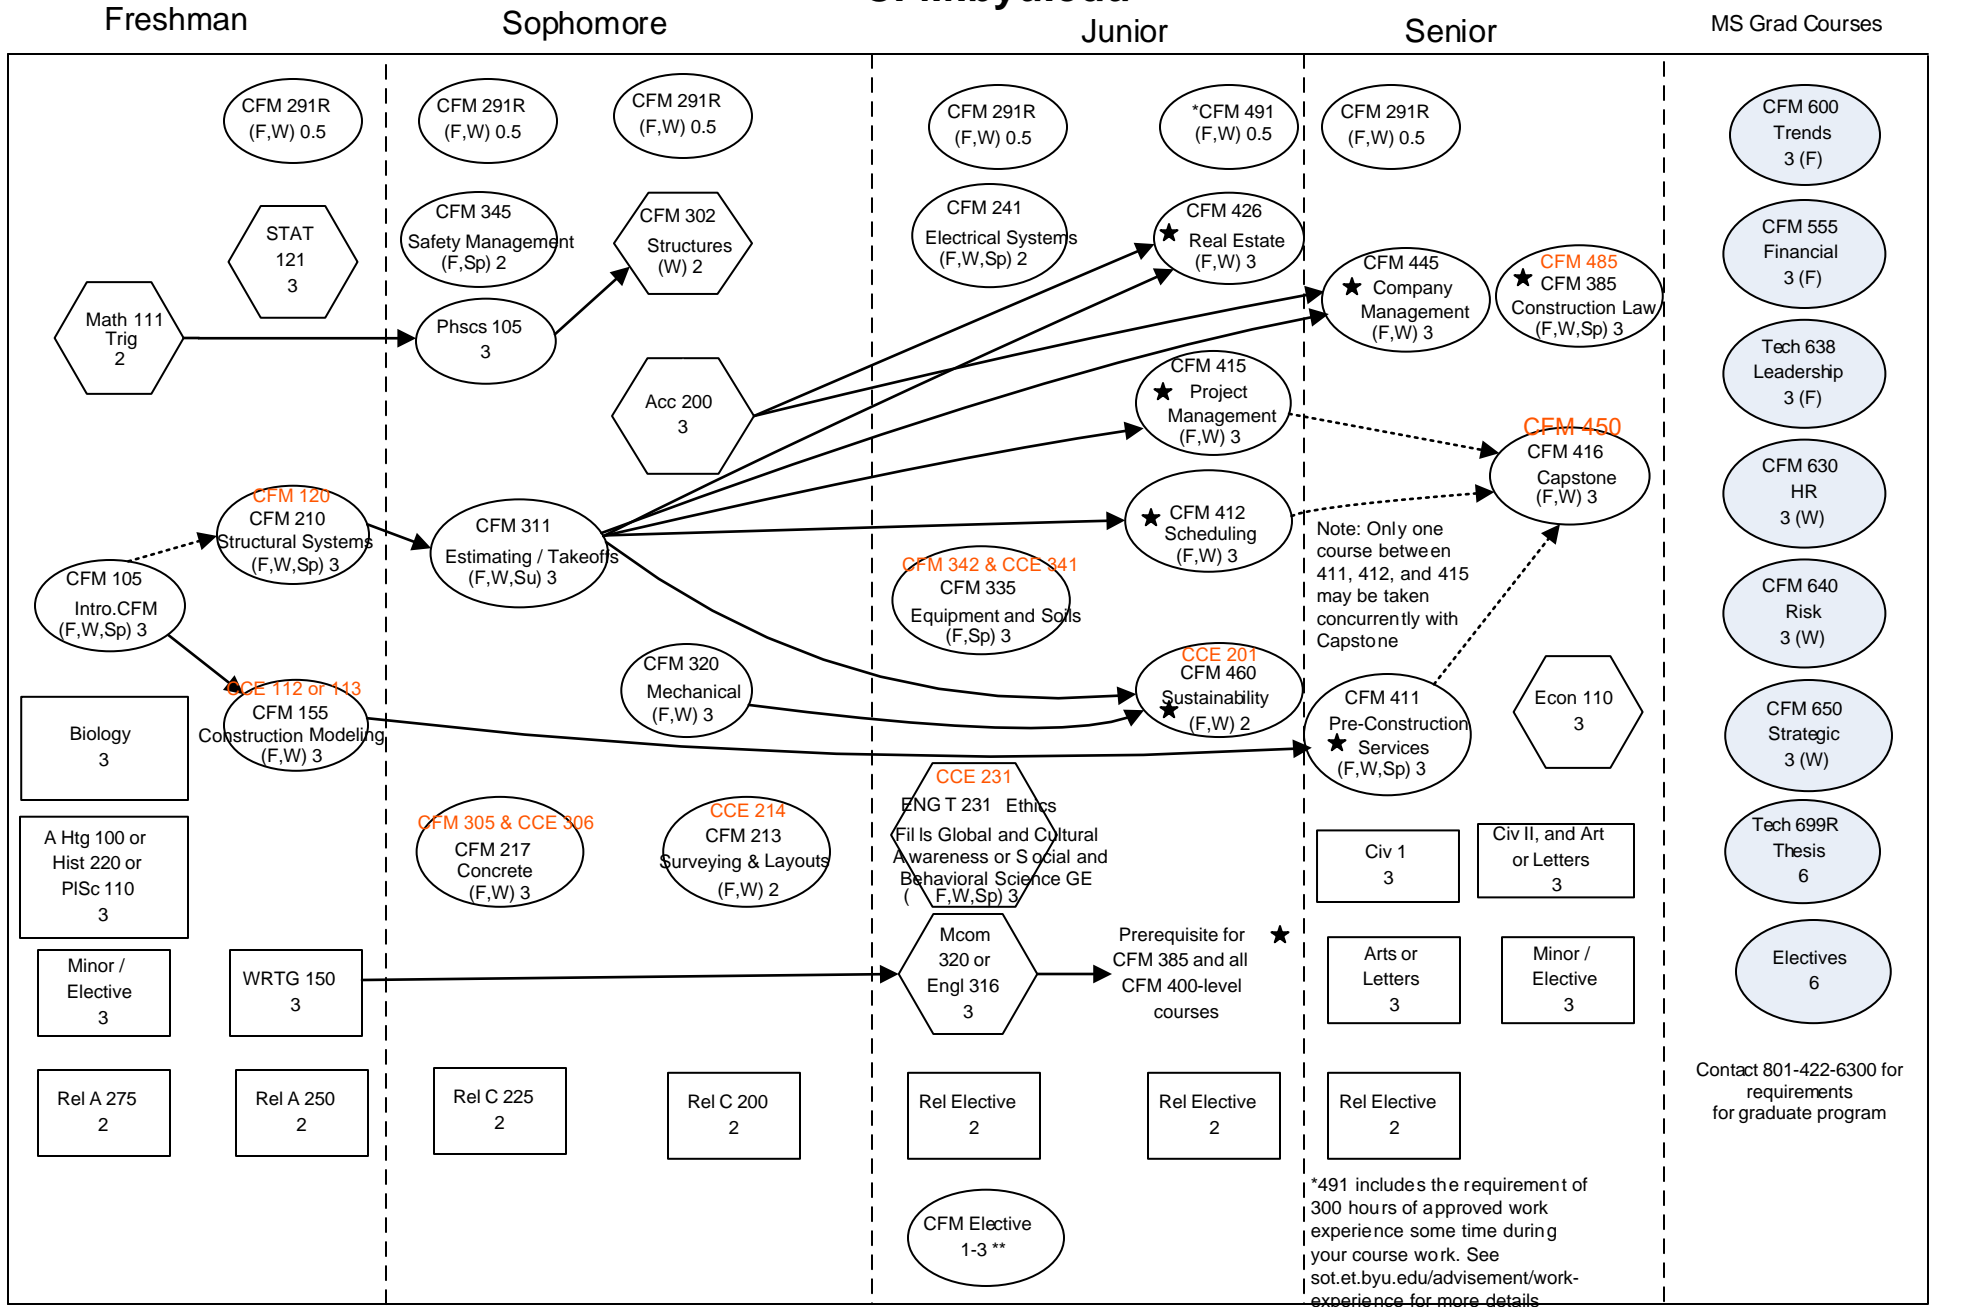 Freshman
Sophomore
Junior
Senior
MS Grad Courses
CFM 291R
(F,W) 0.5
CFM 291R
(F,W) 0.5
CFM 291R
(F,W) 0.5
CFM 291R
(F,W) 0.5
*CFM 491
(F,W) 0.5
CFM 291R
(F,W) 0.5
CFM 600
Trends
3 (F)
STAT
121
3
CFM 345
Safety Management
(F,Sp) 2
CFM 302
Structures
(W) 2
CFM 241
Electrical Systems
(F,W,Sp) 2
CFM 426
Real Estate
(F,W) 3
CFM 445
Company
Management
(F,W) 3
CFM 485
CFM 385
Construction Law
(F,W,Sp) 3
CFM 555
Financial
3 (F)
Math 111
Trig
2
Phscs 105
3
Acc 200
3
CFM 415
Project
Management
(F,W) 3
Tech 638
Leadership
3 (F)
CFM 450
CFM 416
Capstone
(F,W) 3
CFM 630
HR
3 (W)
CFM 120
CFM 210
Structural Systems
(F,W,Sp) 3
CFM 311
Estimating / Takeoffs
(F,W,Su) 3
CFM 412
Scheduling
(F,W) 3
Note: Only one
course between
411, 412, and 415
may be taken
concurrently with
Capstone
CFM 105
Intro.CFM
(F,W,Sp) 3
CFM 342 & CCE 341
CFM 335
Equipment and Soils
(F,Sp) 3
CFM 640
Risk
3 (W)
CCE 112 or 113
CFM 155
Construction Modeling
(F,W) 3
CFM 320
Mechanical
(F,W) 3
CCE 201
CFM 460
Sustainability
(F,W) 2
CFM 411
Pre-Construction
Services
(F,W,Sp) 3
Econ 110
3
CFM 650
Strategic
3 (W)
Biology
3
CFM 305 & CCE 306
CFM 217
Concrete
(F,W) 3
CCE 214
CFM 213
Surveying & Layouts
(F,W) 2
CCE 231
ENG T 231 Ethics
Fills Global and Cultural
Awareness or Social and
Behavioral Science GE
( F,W,Sp) 3
A Htg 100 or
Hist 220 or
PlSc 110
3
Civ 1
3
Civ II, and Art
or Letters
3
Tech 699R
Thesis
6
Minor /
Elective
3
WRTG 150
3
Mcom
320 or
Engl 316
3
Prerequisite for
CFM 385 and all
CFM 400-level
courses
Arts or
Letters
3
Minor /
Elective
3
Electives
6
Rel A 275
2
Rel A 250
2
Rel C 225
2
Rel C 200
2
Rel Elective
2
Rel Elective
2
Rel Elective
2
Contact 801-422-6300 for
requirements
for graduate program
CFM Elective
1-3 **
*491 includes the requirement of
300 hours of approved work
experience some time during
your course work. See
sot.et.byu.edu/advisement/work-
experience for more details